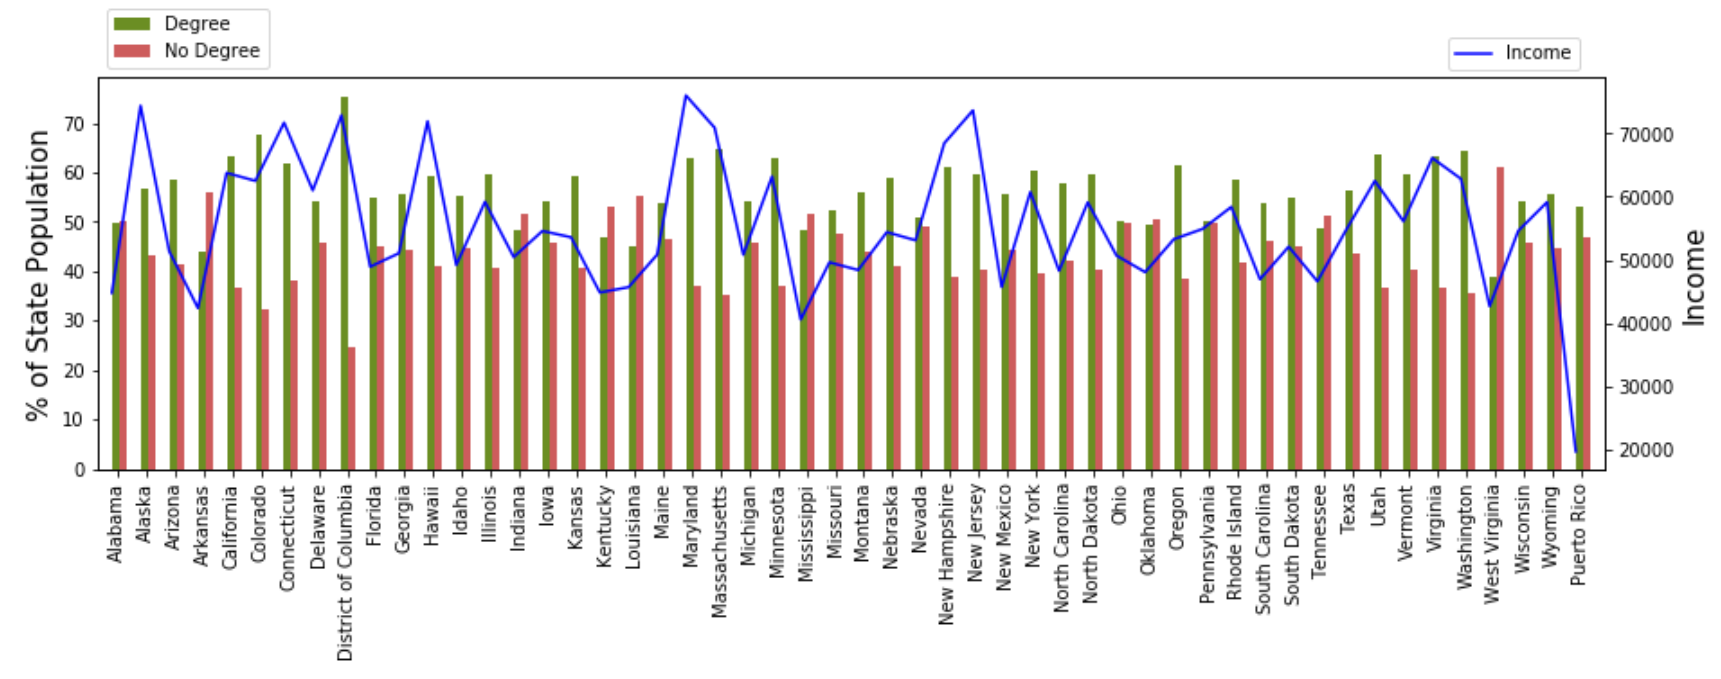 Degree
No Degree
Income
% of State Population
70
60
50
40
30
20
10
0
70000
60000
50000
40000
30000
20000
Income
Alabama
Alaska
Arizona
Arkansas
California
Colorado
Connecticut
Delaware
District of Columbia
Florida
Georgia
Hawaii
Idaho
Illinois
Indiana
Iowa
Kansas
Kentucky
Louisiana
Maine
Maryland
Massachusetts
Michigan
Minnesota
Mississippi
Missouri
Montana
Nebraska
Nevada
New Hampshire
New Jersey
New Mexico
New York
North Carolina
North Dakota
Ohio
Oklahoma
Oregon
Pennsylvania
Rhode Island
South Carolina
South Dakota
Tennessee
Texas
Utah
Vermont
Virginia
Washington
West Virginia
Wisconsin
Wyoming
Puerto Rico